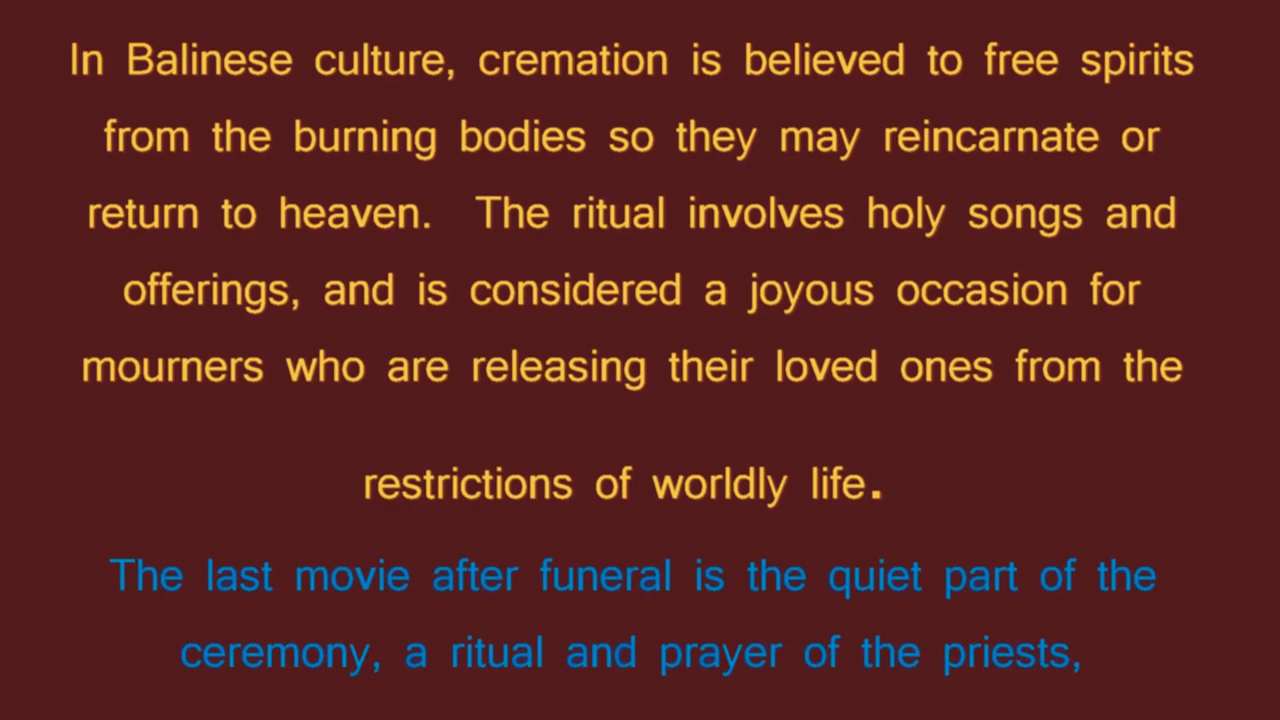 In Balinese culture, cremation is believed to free spirits
from the burning bodies so they may reincarnate or
return to heaven. The ritual involves holy songs and
offerings, and is considered a joyous occasion for
mourners who are releasing their loved ones from the
restrictions of worldly life.
The last movie after funeral is the quiet part of the
ceremony, a ritual and prayer of the priests,